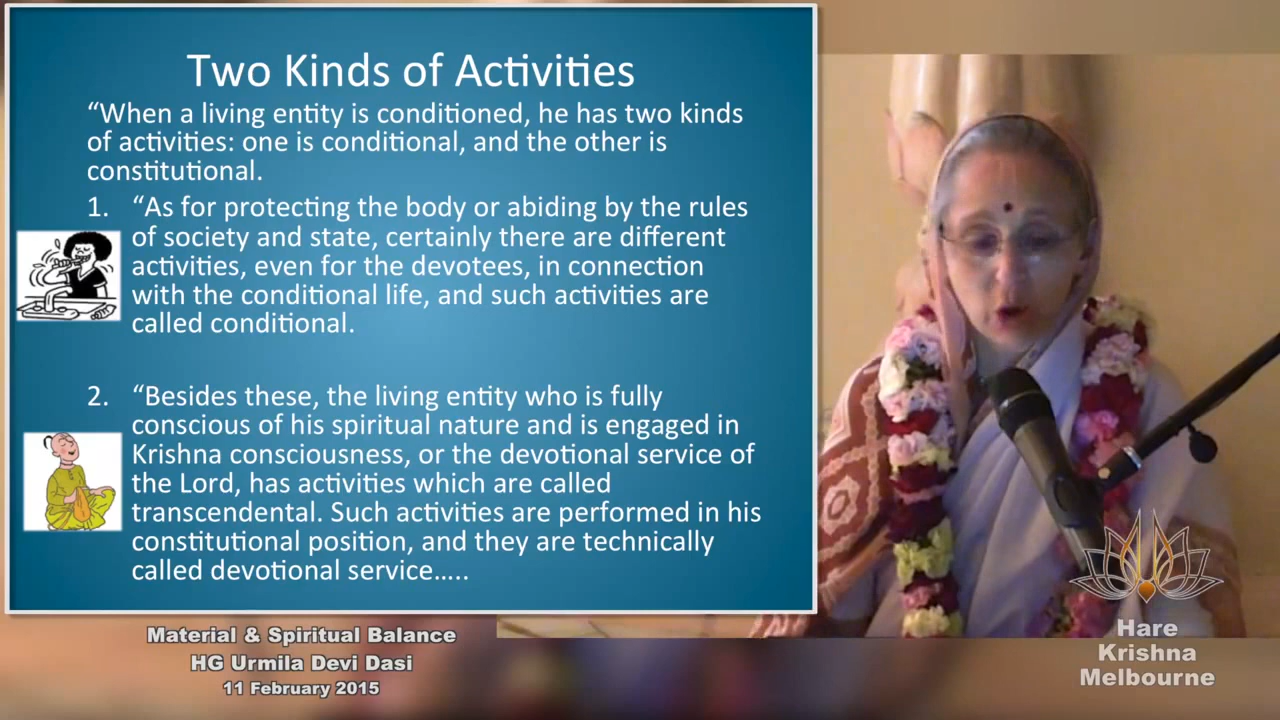 Two Kinds of Activities
“When a living entity is conditioned, he has two kinds
of activities: one is conditional, and the other is
constitutional.
1. “As for protecting the body or abiding by the rules
of society and state, certainly there are different
activities, even for the devotees, in connection
with the conditional life, and such activities are
called conditional.
2. “Besides these, the living entity who is fully
conscious of his spiritual nature and is engaged in
Krishna consciousness, or the devotional service of
the Lord, has activities which are called
transcendental. Such activities are performed in his
constitutional position, and they are technically
called devotional service…..
Material & Spiritual Balance
HG Urmila Devi Dasi
11 February 2015
Hare
Krishna
Melbourne